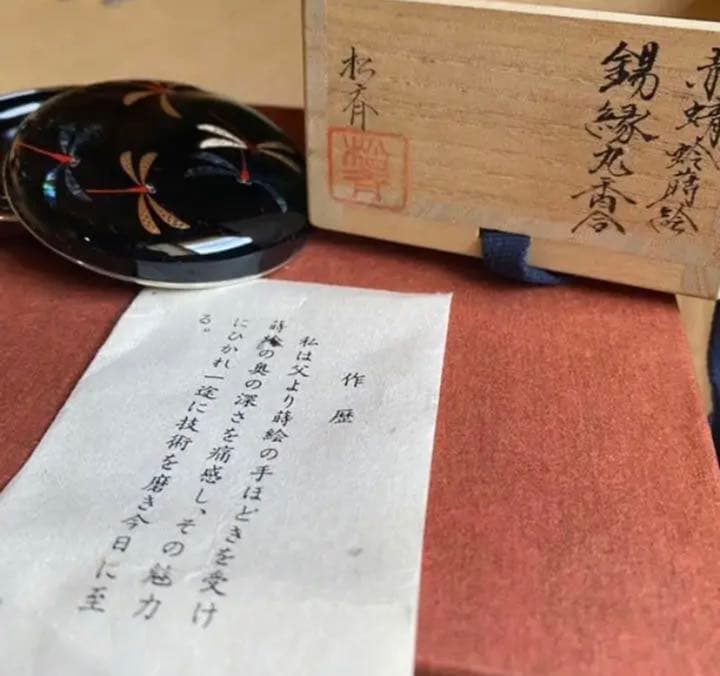 赤蜻蛉蒔絵
錫縁丸香合
松斉
作歴
私は父より蒔絵の手ほどきを受け
蒔絵の奥の深さを痛感し、その魅力
にひかれ一途に技術を磨き今日に至
る。